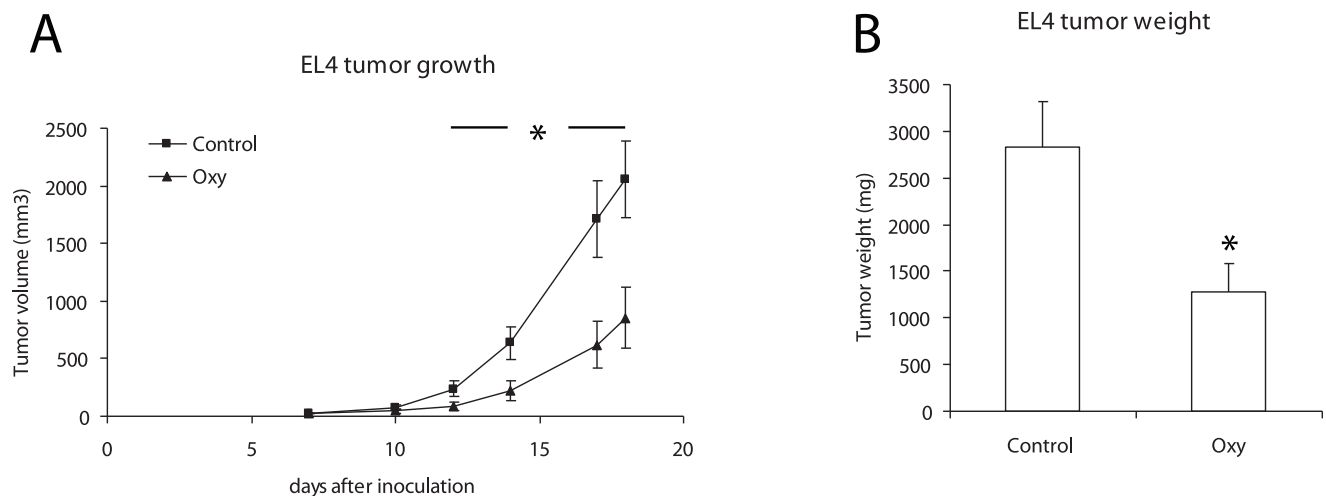 A
EL4 tumor growth
Tumor volume (mm3)
2500
2000
1500
1000
500
0
Control
Oxy
*
0 5 10 15 20
days after inoculation
B
EL4 tumor weight
Tumor weight (mg)
3500
3000
2500
2000
1500
1000
500
0
*
Control Oxy